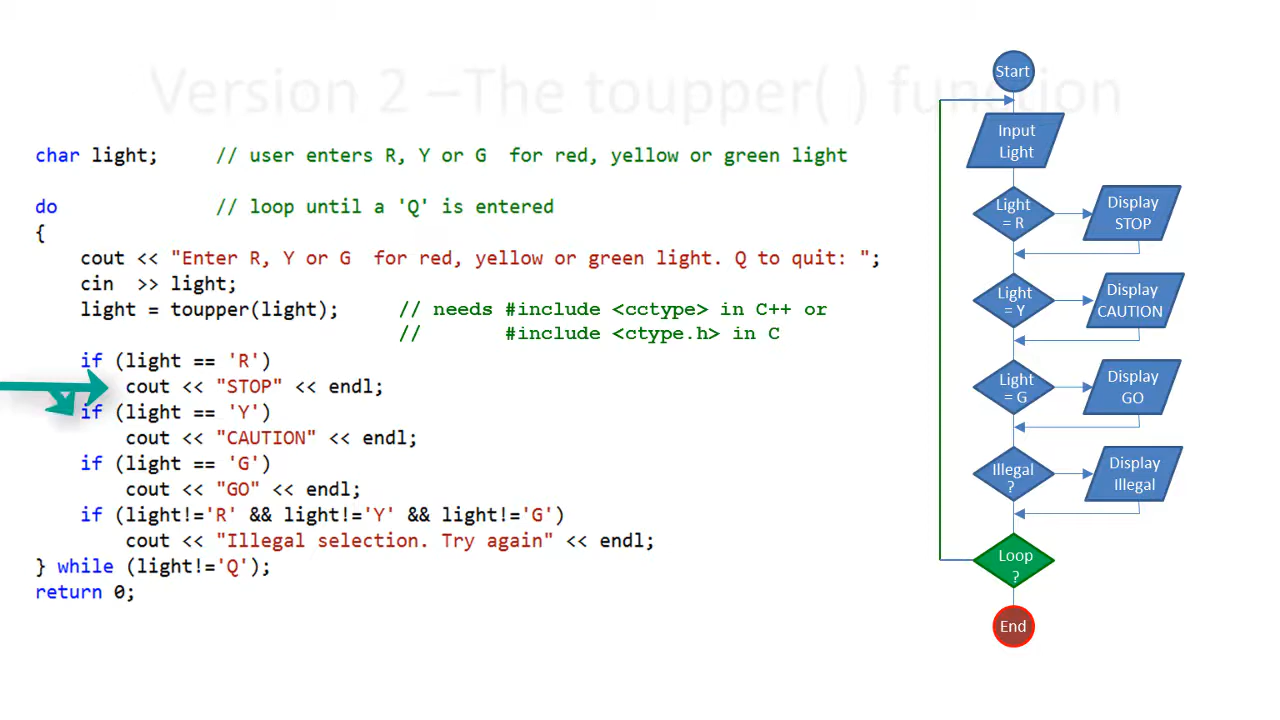 Version 2 –The toupper( ) function
char light;     // user enters R, Y or G  for red, yellow or green light
do              // loop until a 'Q' is entered
{
    cout << "Enter R, Y or G  for red, yellow or green light. Q to quit: ";
    cin  >> light;
    light = toupper(light);     // needs #include <cctype> in C++ or
                                //       #include <ctype.h> in C
    if (light == 'R')
        cout << "STOP" << endl;
    if (light == 'Y')
        cout << "CAUTION" << endl;
    if (light == 'G')
        cout << "GO" << endl;
    if (light!='R' && light!='Y' && light!='G')
        cout << "Illegal selection. Try again" << endl;
} while (light!='Q');
return 0;
Start
Input
Light
Light
= R
Display
STOP
Light
= Y
Display
CAUTION
Light
= G
Display
GO
Illegal
?
Display
Illegal
Loop
?
End